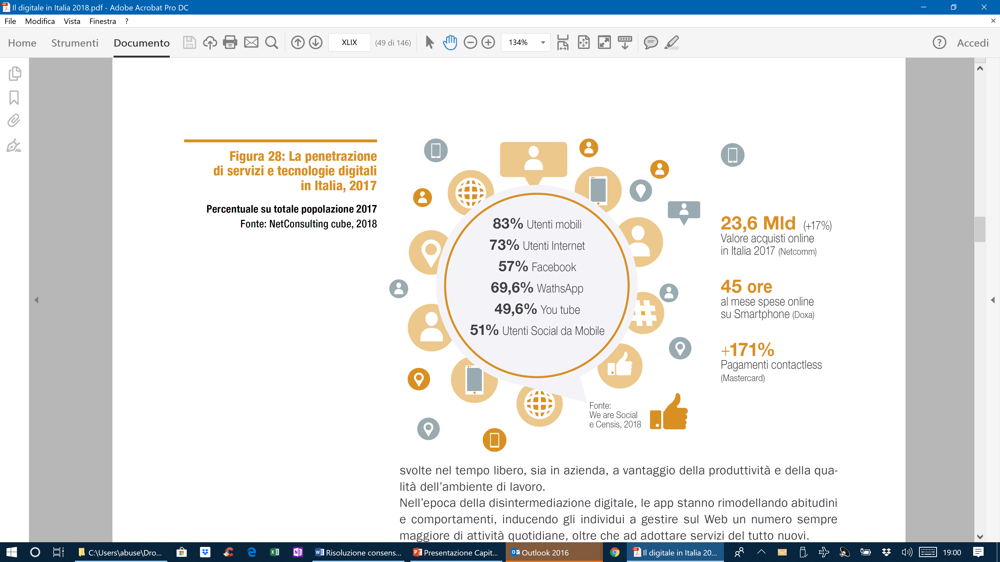 Il digitale in Italia 2018.pdf - Adobe Acrobat Pro DC
File Modifica Vista Finestra ?
Home Strumenti Documento XLIX (49 di 146) 134% Accedi
Figura 28: La penetrazione
di servizi e tecnologie digitali
in Italia, 2017
Percentuale su totale popolazione 2017
Fonte: NetConsulting cube, 2018
83% Utenti mobili
73% Utenti Internet
57% Facebook
69,6% WathsApp
49,6% You tube
51% Utenti Social da Mobile
Fonte:
We are Social
e Censis, 2018
23,6 Mld (+17%)
Valore acquisti online
in Italia 2017 (Netcomm)
45 ore
al mese spese online
su Smartphone (Doxa)
+171%
Pagamenti contactless
(Mastercard)
svolte nel tempo libero, sia in azienda, a vantaggio della produttività e della qua-
lità dell’ambiente di lavoro.
Nell’epoca della disintermediazione digitale, le app stanno rimodellando abitudini
e comportamenti, inducendo gli individui a gestire sul Web un numero sempre
maggiore di attività quotidiane, oltre che ad adottare servizi del tutto nuovi.
C:\Users\abuse\Dro... Risoluzione consens... Presentazione Capit... Outlook 2016 Il digitale in Italia 20... 19:00